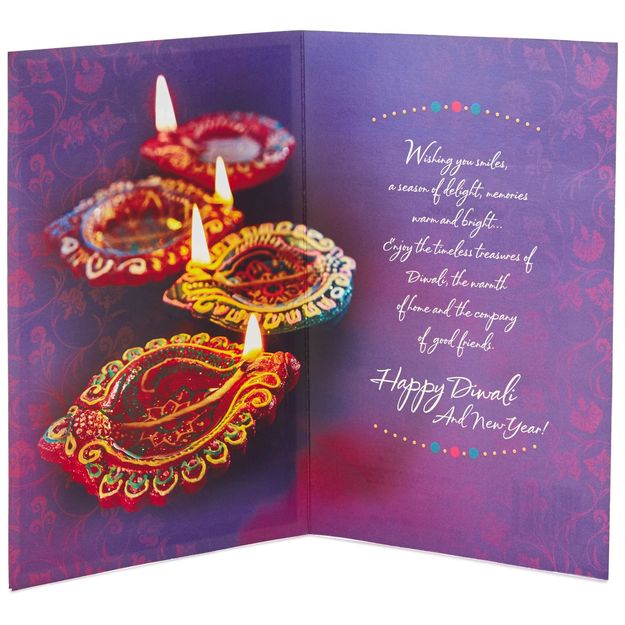 Wishing you smiles,
a season of delight, memories
warm and bright...
Enjoy the timeless treasures of
Diwali, the warmth
of home and the company
of good friends.
Happy Diwali
And New Year!